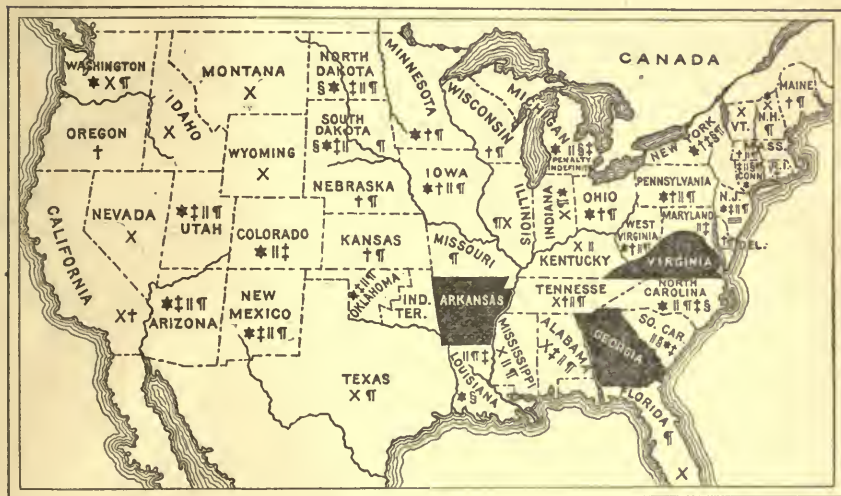 CANADA
WASHINGTON
✱ X ¶
MONTANA
X
NORTH
DAKOTA
§ ✱ ‡ ‖ ¶
MINNESOTA
✱ † ¶
IDAHO
X
OREGON
†
WYOMING
X
SOUTH
DAKOTA
§ ✱ ‡ ‖ ¶
WISCONSIN
† ¶
MICHIGAN
✱ ‖ § ‡
PENALTY
INDEFINITE
NEW YORK
✱ † ‡ § ¶
X
VT.
✱
X
N.H.
¶
MAINE
† ¶
MASS.
R.I.
CONN
CALIFORNIA
X †
NEVADA
X
✱ ‡ ‖ ¶
UTAH
COLORADO
✱ ‖ ‡
NEBRASKA
† ¶
IOWA
✱ † ‖ ¶
ILLINOIS
¶ X
INDIANA
X ✱ ¶
OHIO
✱ † ¶
PENNSYLVANIA
✱ † ‖ ¶
N.J.
✱ ‡ ‖ ¶
MARYLAND
‖ ‡
DEL.
† ¶
WEST
VIRGINIA
✱ † ‖ ¶
VIRGINIA
KANSAS
† ¶
MISSOURI
¶
X ‖
KENTUCKY
✱ ‡ ‖ ¶
ARIZONA
NEW
MEXICO
✱ ‡ ‖ ¶
✱ ‡ ‖ ¶
OKLAHOMA
IND.
TER.
ARKANSAS
TENNESSE
X † ‖ ¶
NORTH
CAROLINA
✱ ‖ ¶ ‡ §
SO. CAR.
‖ § ✱ ‡
TEXAS
X ¶
‖ ¶ ‡
LOUISIANA
✱ §
MISSISSIPPI
X ‖ ¶
ALABAMA
X ‡ ‖ ¶
GEORGIA
FLORIDA
¶
X